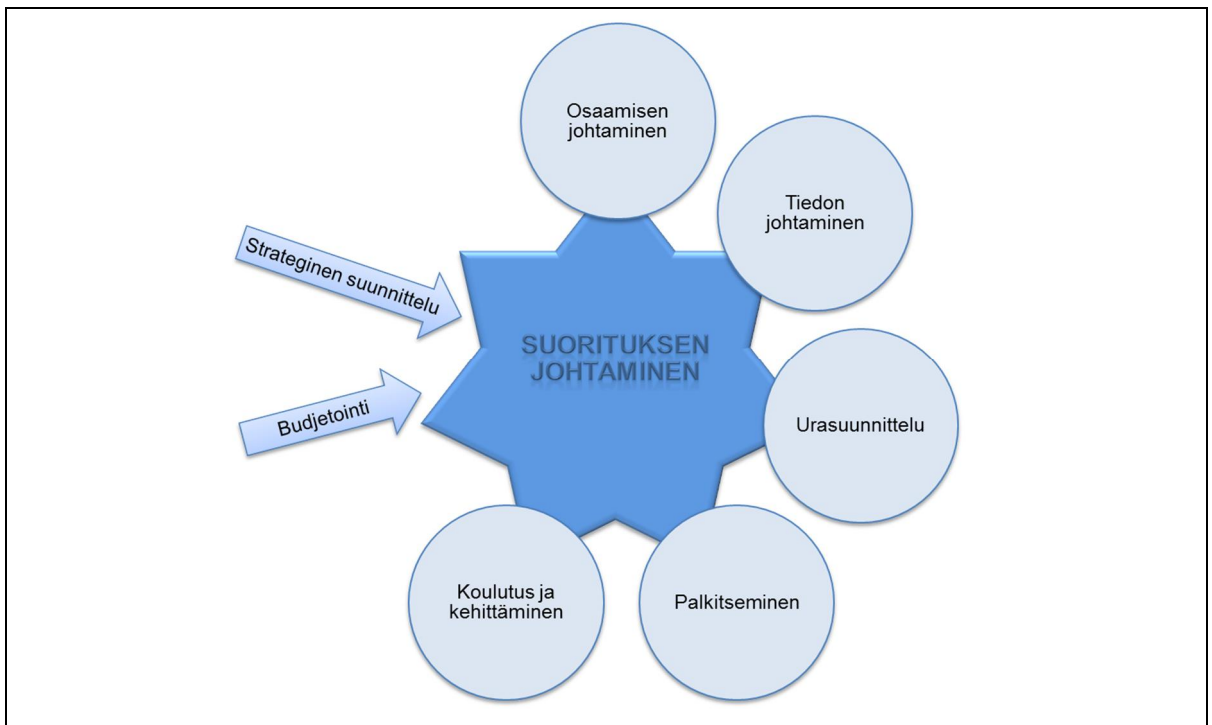 Osaamisen
johtaminen
Tiedon
johtaminen
Strateginen suunnittelu
SUORITUKSEN
JOHTAMINEN
Budjetointi
Urasuunnittelu
Koulutus ja
kehittäminen
Palkitseminen